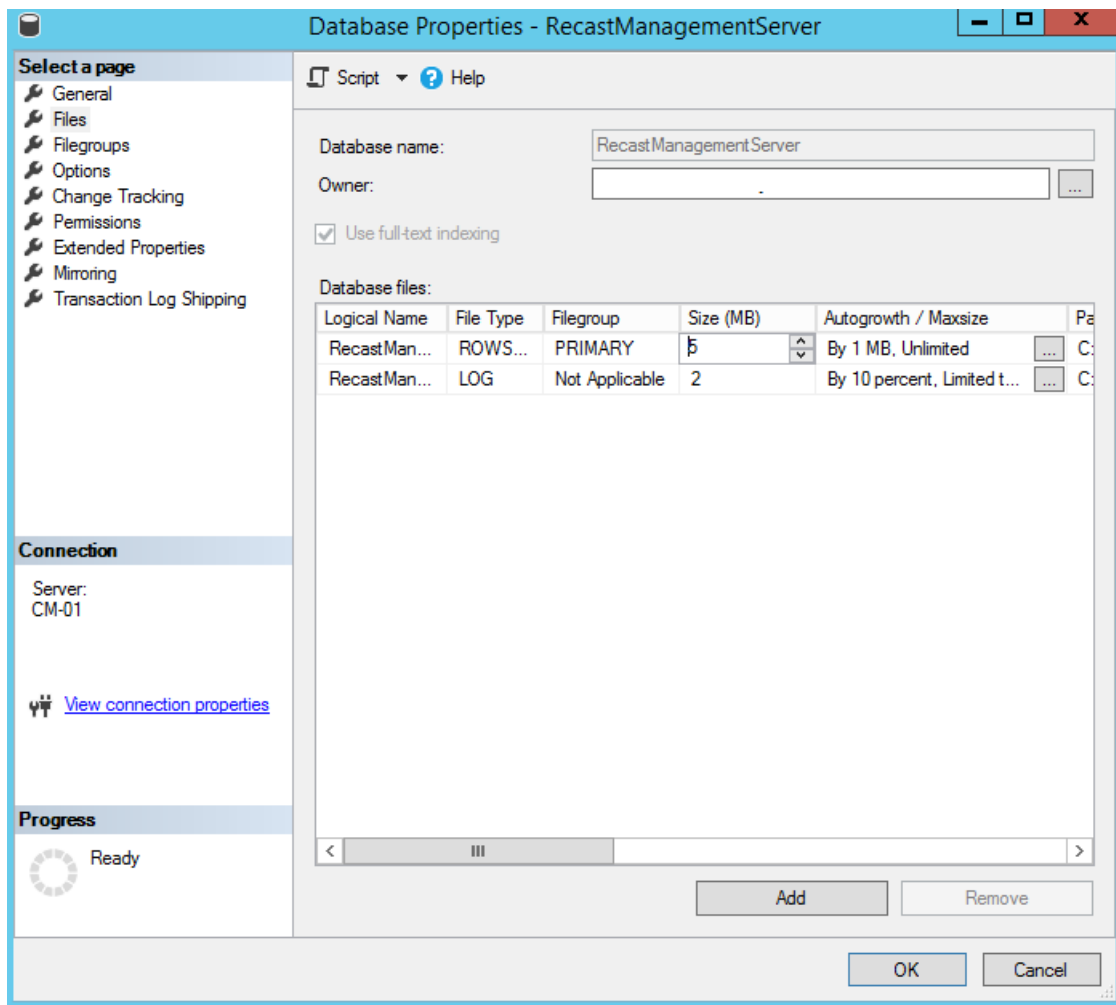 Database Properties - RecastManagementServer
Select a page
General
Files
Filegroups
Options
Change Tracking
Permissions
Extended Properties
Mirroring
Transaction Log Shipping
Connection
Server:
CM-01
View connection properties
Progress
Ready
Script Help
Database name: RecastManagementServer
Owner: ...
Use full-text indexing
Database files:
Logical Name File Type Filegroup Size (MB) Autogrowth / Maxsize Pa
RecastMan... ROWS... PRIMARY 5 By 1 MB, Unlimited ... C:
RecastMan... LOG Not Applicable 2 By 10 percent, Limited t... ... C:
Add Remove
OK Cancel